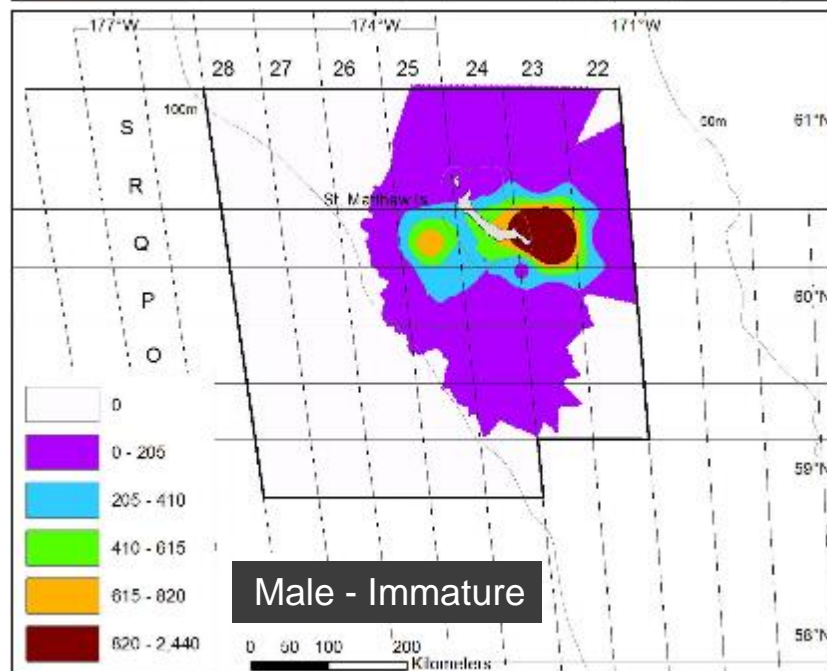 177°W 174°W 171°W
28 27 26 25 24 23 22
100m
50m
61°N
S
R
St. Matthew Is.
Q
60°N
P
O
0
0 - 205
59°N
205 - 410
410 - 615
615 - 820
Male - Immature
820 - 2,440
58°N
0 50 100 200
Kilometers